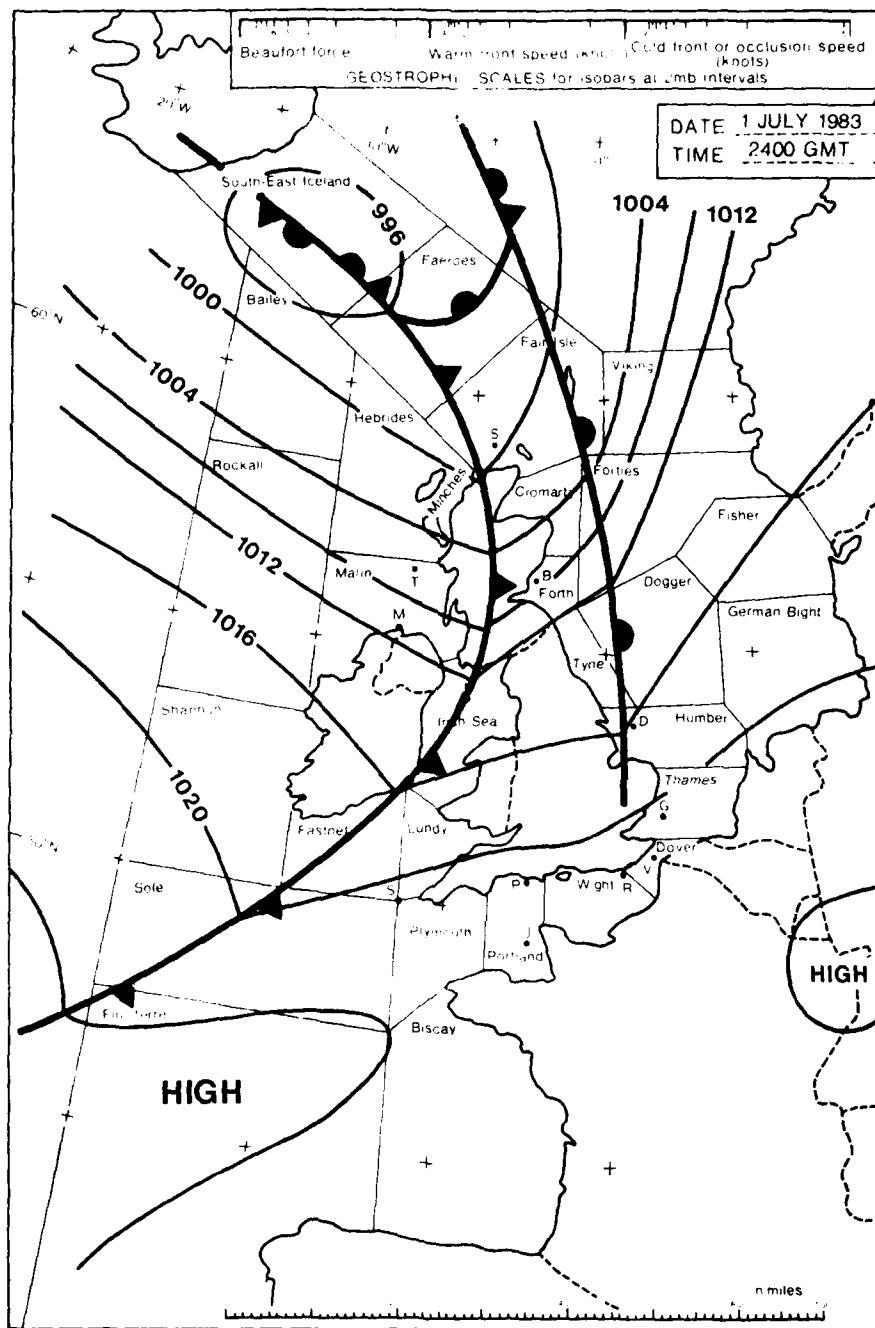 Beaufort force
Warm front speed (knots)
Cold front or occlusion speed (knots)
GEOSTROPHIC SCALES for isobars at 2mb intervals
DATE 1 JULY 1983
TIME 2400 GMT
20°W
South-East Iceland
996
1004
1012
Faeroes
Bailey
1000
60°N
Fair Isle
Viking
1004
Hebrides
S
Rockall
Minches
Cromarty
Forties
Fisher
1012
Malin
T
B
Forth
Dogger
German Bight
M
1016
Tyne
Shannon
Irish Sea
D
Humber
1020
Thames
G
Fastnet
Lundy
50°N
Dover
V
Sole
S
P
Wight
R
Plymouth
J
Portland
HIGH
Finisterre
Biscay
HIGH
n miles